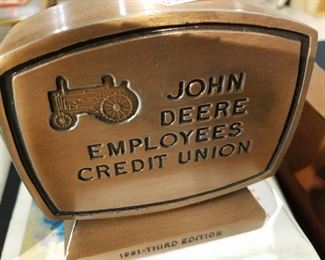 JOHN
DEERE
EMPLOYEES
CREDIT UNION
1991-THIRD EDITION